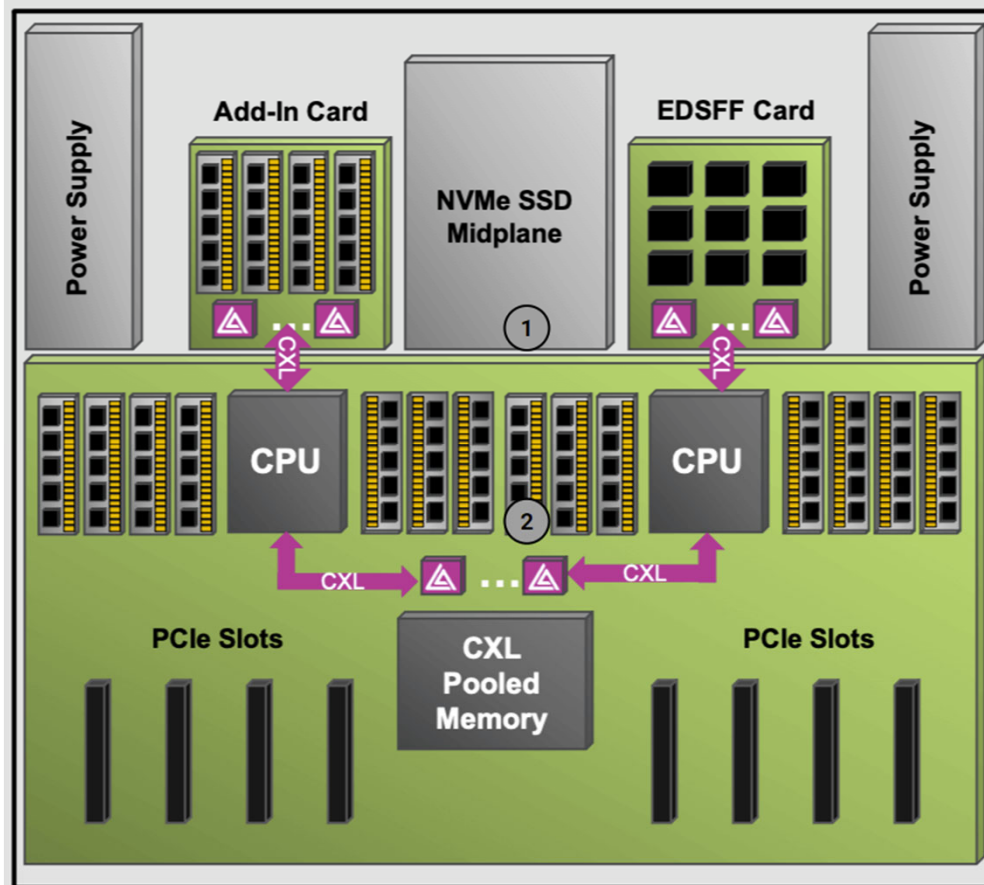 Power Supply
Add-In Card
NVMe SSD
Midplane
EDSFF Card
Power Supply
...
...
1
CXL
CXL
CPU
CPU
2
CXL
...
CXL
PCIe Slots
CXL
Pooled
Memory
PCIe Slots